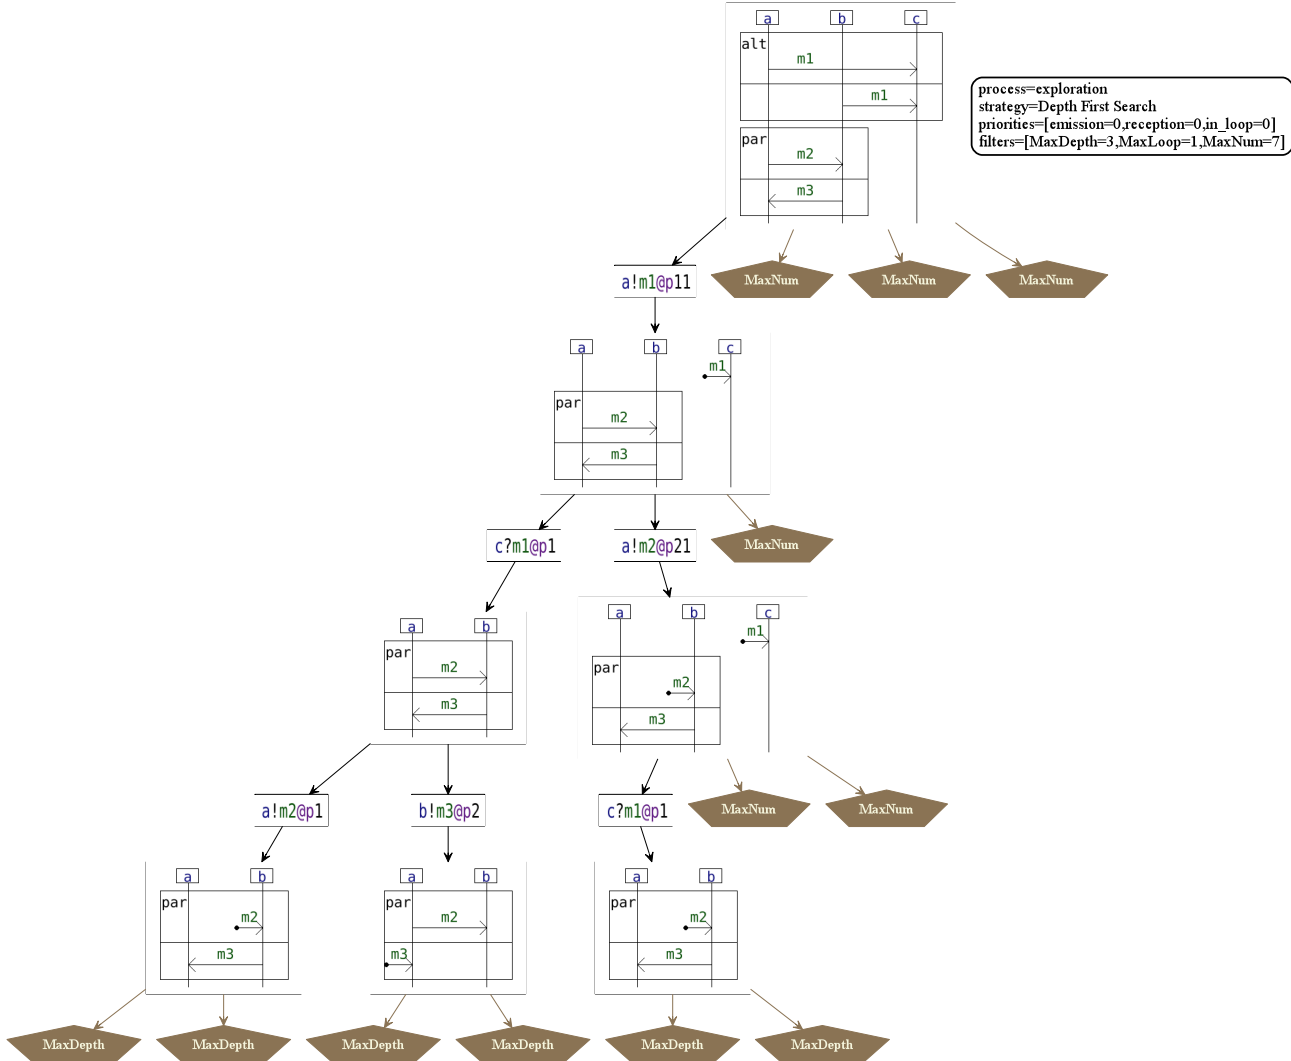 a b c
alt
m1
m1
par
m2
m3
process=exploration
strategy=Depth First Search
priorities=[emission=0,reception=0,in_loop=0]
filters=[MaxDepth=3,MaxLoop=1,MaxNum=7]
a!m1@p11 MaxNum MaxNum MaxNum
a b c
m1
par
m2
m3
c?m1@p1 a!m2@p21 MaxNum
a b
par
m2
m3
a b c
m1
par
m2
m3
a!m2@p1 b!m3@p2 c?m1@p1 MaxNum MaxNum
a b
par
m2
m3
a b
par
m2
m3
a b
par
m2
m3
MaxDepth MaxDepth MaxDepth MaxDepth MaxDepth MaxDepth